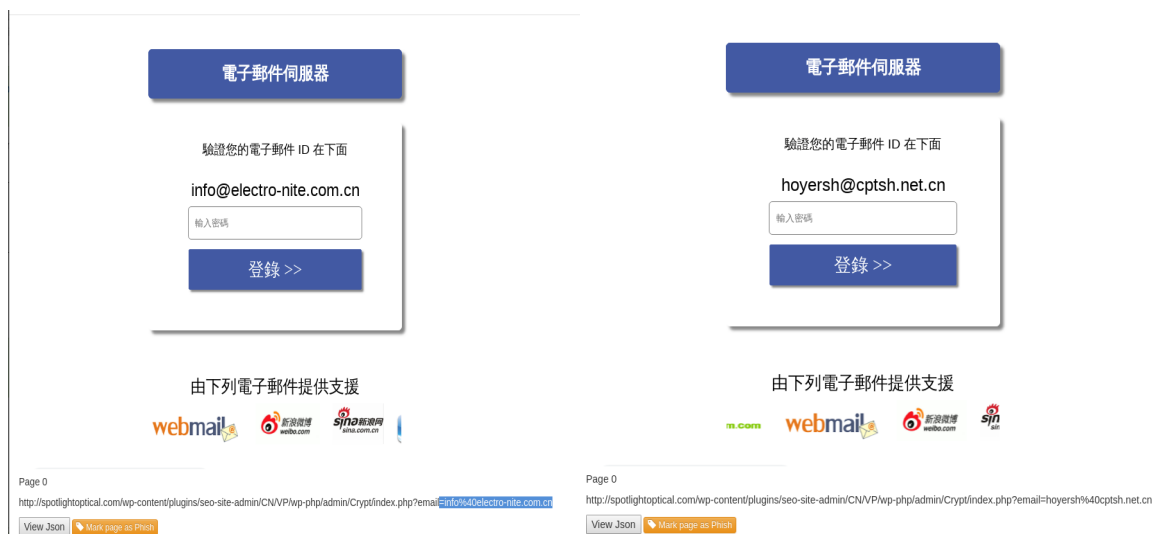 電子郵件伺服器
驗證您的電子郵件 ID 在下面
info@electro-nite.com.cn
輸入密碼
登錄 >>
由下列電子郵件提供支援
webmail
新浪微博
weibo.com
sina新浪网
sina.com.cn
Page 0
http://spotlightoptical.com/wp-content/plugins/seo-site-admin/CN/VP/wp-php/admin/Crypt/index.php?email=info%40electro-nite.com.cn
View Json
Mark page as Phish
電子郵件伺服器
驗證您的電子郵件 ID 在下面
hoyersh@cptsh.net.cn
輸入密碼
登錄 >>
由下列電子郵件提供支援
m.com
webmail
新浪微博
weibo.com
sin
Page 0
http://spotlightoptical.com/wp-content/plugins/seo-site-admin/CN/VP/wp-php/admin/Crypt/index.php?email=hoyersh%40cptsh.net.cn
View Json
Mark page as Phish